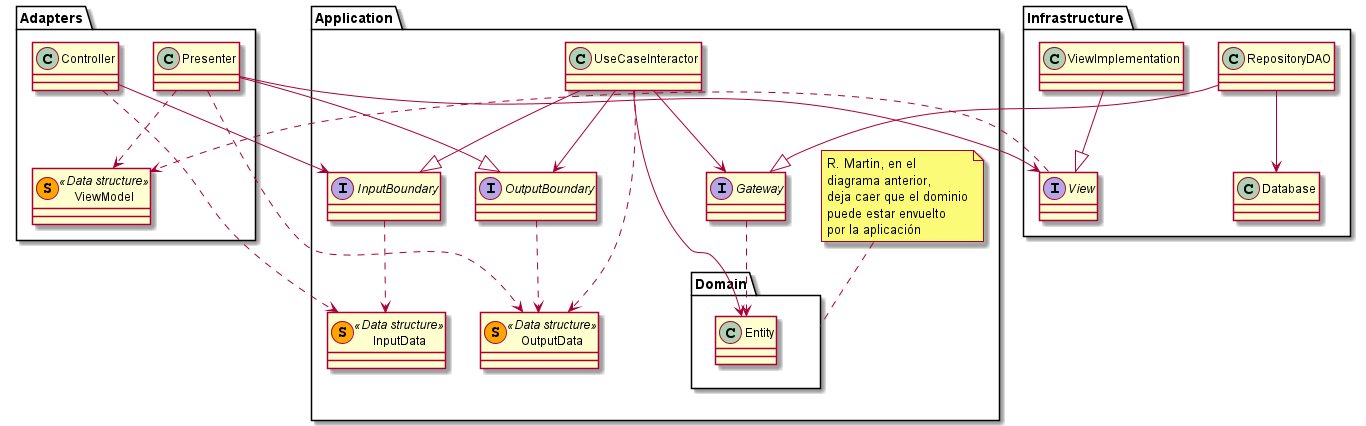 Adapters
Application
Infrastructure
C Controller
C Presenter
C UseCaseInteractor
C ViewImplementation
C RepositoryDAO
R. Martin, en el
diagrama anterior,
deja caer que el dominio
puede estar envuelto
por la aplicación
S «Data structure»
ViewModel
I InputBoundary
I OutputBoundary
I Gateway
I View
C Database
Domain
S «Data structure»
InputData
S «Data structure»
OutputData
C Entity